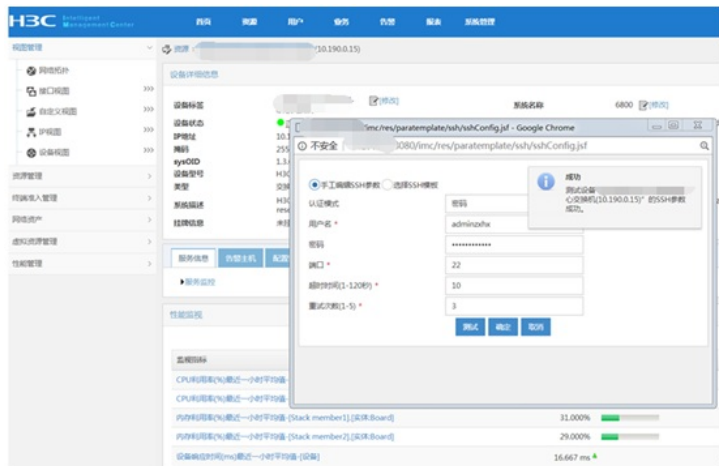 H3C Intelligent Management Center
首页 资源 用户 业务 告警 报表 系统管理
视图管理
网络拓扑
接口视图
自定义视图
IP视图
设备视图
资源管理
终端准入管理
网络资产
虚拟资源管理
性能管理
资源
(10.190.0.15)
设备详细信息
设备标签 [修改]
系统名称 6800 [修改]
设备状态
IP地址 10.1
掩码 255
sysOID 1.3.
设备型号 H3C
类型 交换
系统描述 H3C
挂牌信息
服务信息 告警主机 配置
服务监控
性能监视
监视指标
CPU利用率(%)最近一小时平均值-
CPU利用率(%)最近一小时平均值-
内存利用率(%)最近一小时平均值-[Stack member1].[实体:Board] 31.000%
内存利用率(%)最近一小时平均值-[Stack member2].[实体:Board] 29.000%
设备响应时间(ms)最近一小时平均值-[设备] 16.667 ms
/imc/res/paratemplate/ssh/sshConfig.jsf - Google Chrome
不安全 8080/imc/res/paratemplate/ssh/sshConfig.jsf
手工编辑SSH参数 选择SSH模板
认证模式 密码
用户名 * adminzxhx
密码 ************
端口 * 22
超时时间(1-120秒) * 10
重试次数(1-5) * 3
测试 确定 取消
成功
测试设备
心交换机(10.190.0.15)" 的SSH参数
成功。